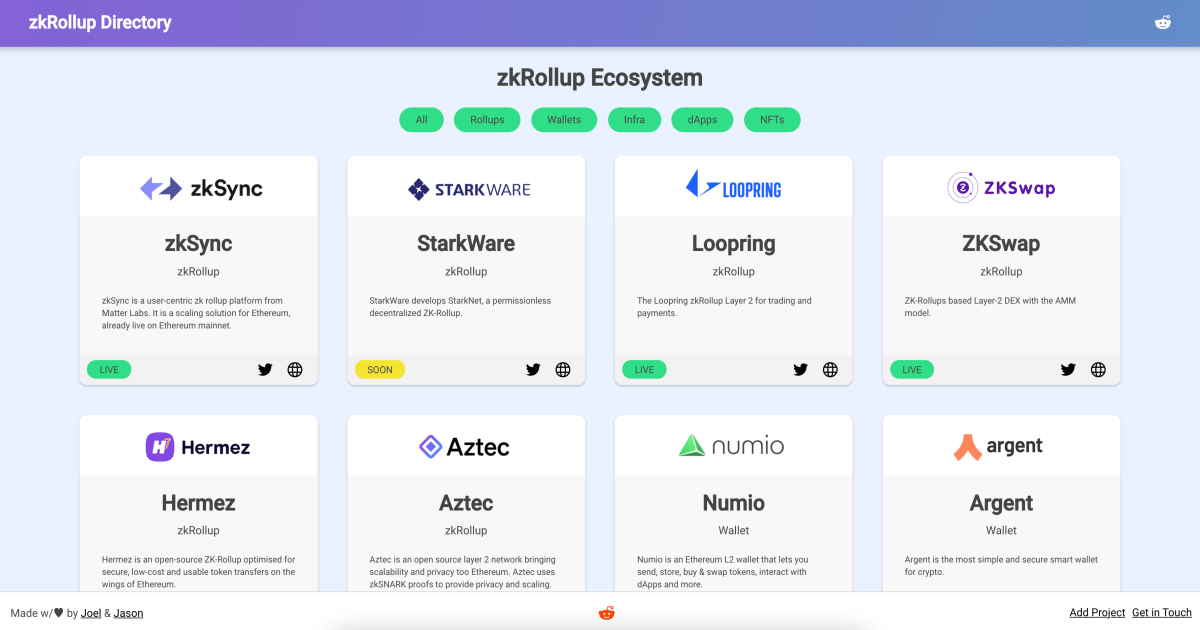 zkRollup Directory
zkRollup Ecosystem
All Rollups Wallets Infra dApps NFTs
zkSync
zkSync
zkRollup
zkSync is a user-centric zk rollup platform from
Matter Labs. It is a scaling solution for Ethereum,
already live on Ethereum mainnet.
LIVE
STARKWARE
StarkWare
zkRollup
StarkWare develops StarkNet, a permissionless
and decentralized ZK-Rollup.
SOON
LOOPRING
Loopring
zkRollup
The Loopring zkRollup Layer 2 for trading and
payments.
LIVE
ZKSwap
ZKSwap
zkRollup
ZK-Rollups based Layer-2 DEX with the AMM
model.
LIVE
Hermez
Hermez
zkRollup
Hermez is an open-source ZK-Rollup optimised for
secure, low-cost and usable token transfers on the
wings of Ethereum.
Aztec
Aztec
zkRollup
Aztec is an open source layer 2 network bringing
scalability and privacy too Ethereum. Aztec uses
zkSNARK proofs to provide privacy and scaling.
numio
Numio
Wallet
Numio is an Ethereum L2 wallet that lets you
send, store, buy & swap tokens, interact with
dApps and more.
argent
Argent
Wallet
Argent is the most simple and secure smart wallet
for crypto.
Made w/♥ by Joel & Jason
Add Project Get in Touch